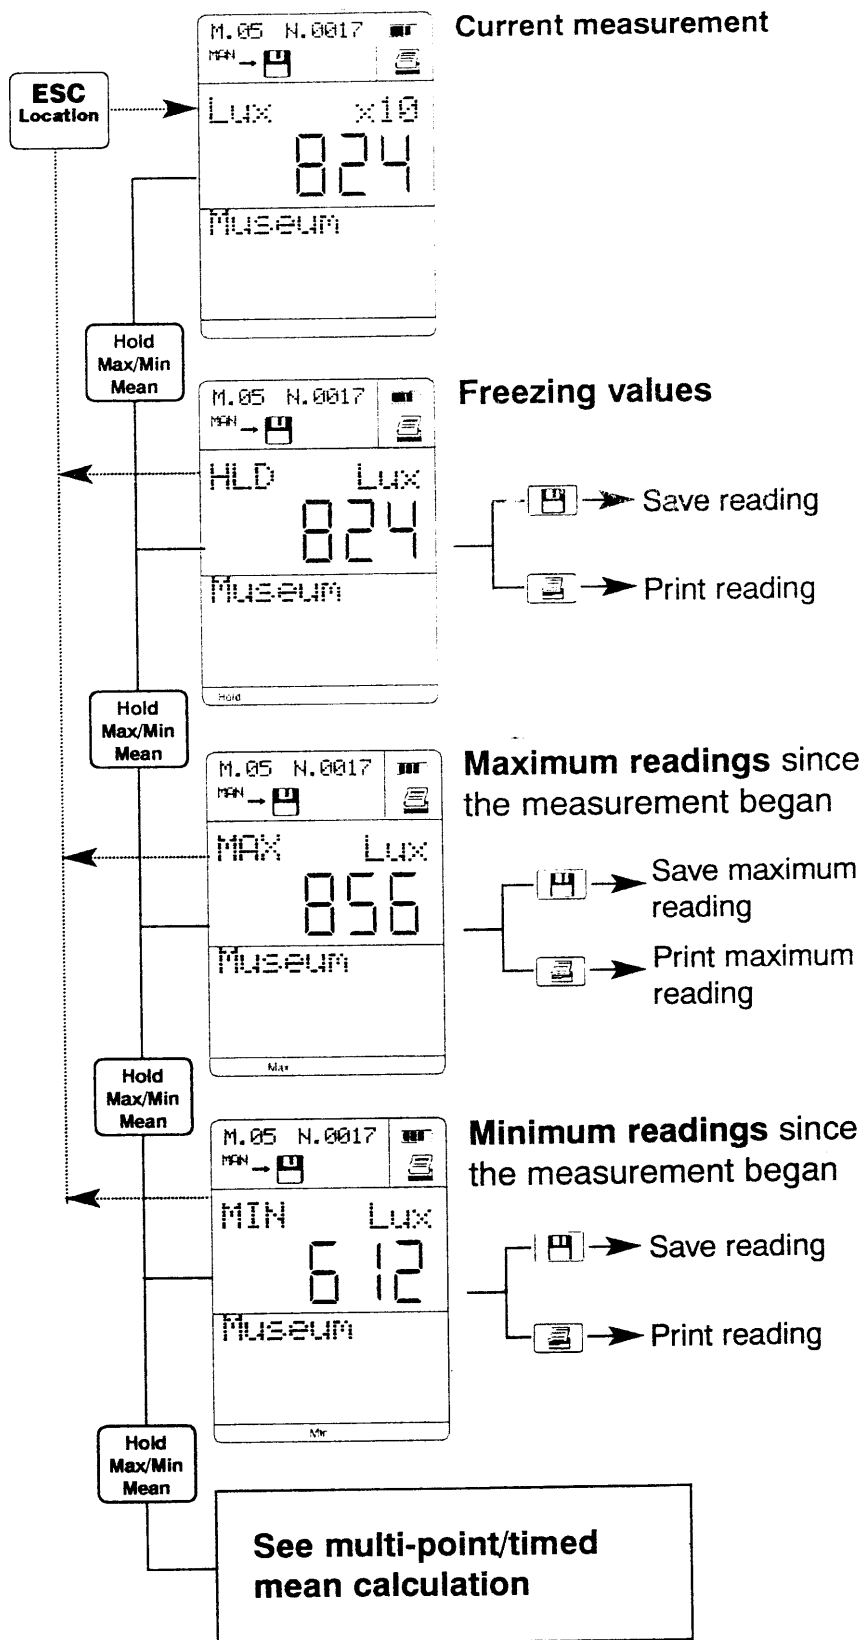 M.05 N.0017
Current measurement
MAN
ESC
Location
Lux x10
824
Museum
Hold
Max/Min
Mean
M.05 N.0017
Freezing values
MAN
HLD Lux
824
Save reading
Print reading
Museum
Hold
Hold
Max/Min
Mean
M.05 N.0017
Maximum readings since
the measurement began
MAN
MAX Lux
856
Save maximum
reading
Print maximum
reading
Museum
Max
Hold
Max/Min
Mean
M.05 N.0017
Minimum readings since
the measurement began
MAN
MIN Lux
612
Save reading
Print reading
Museum
Hold
Max/Min
Mean
See multi-point/timed
mean calculation